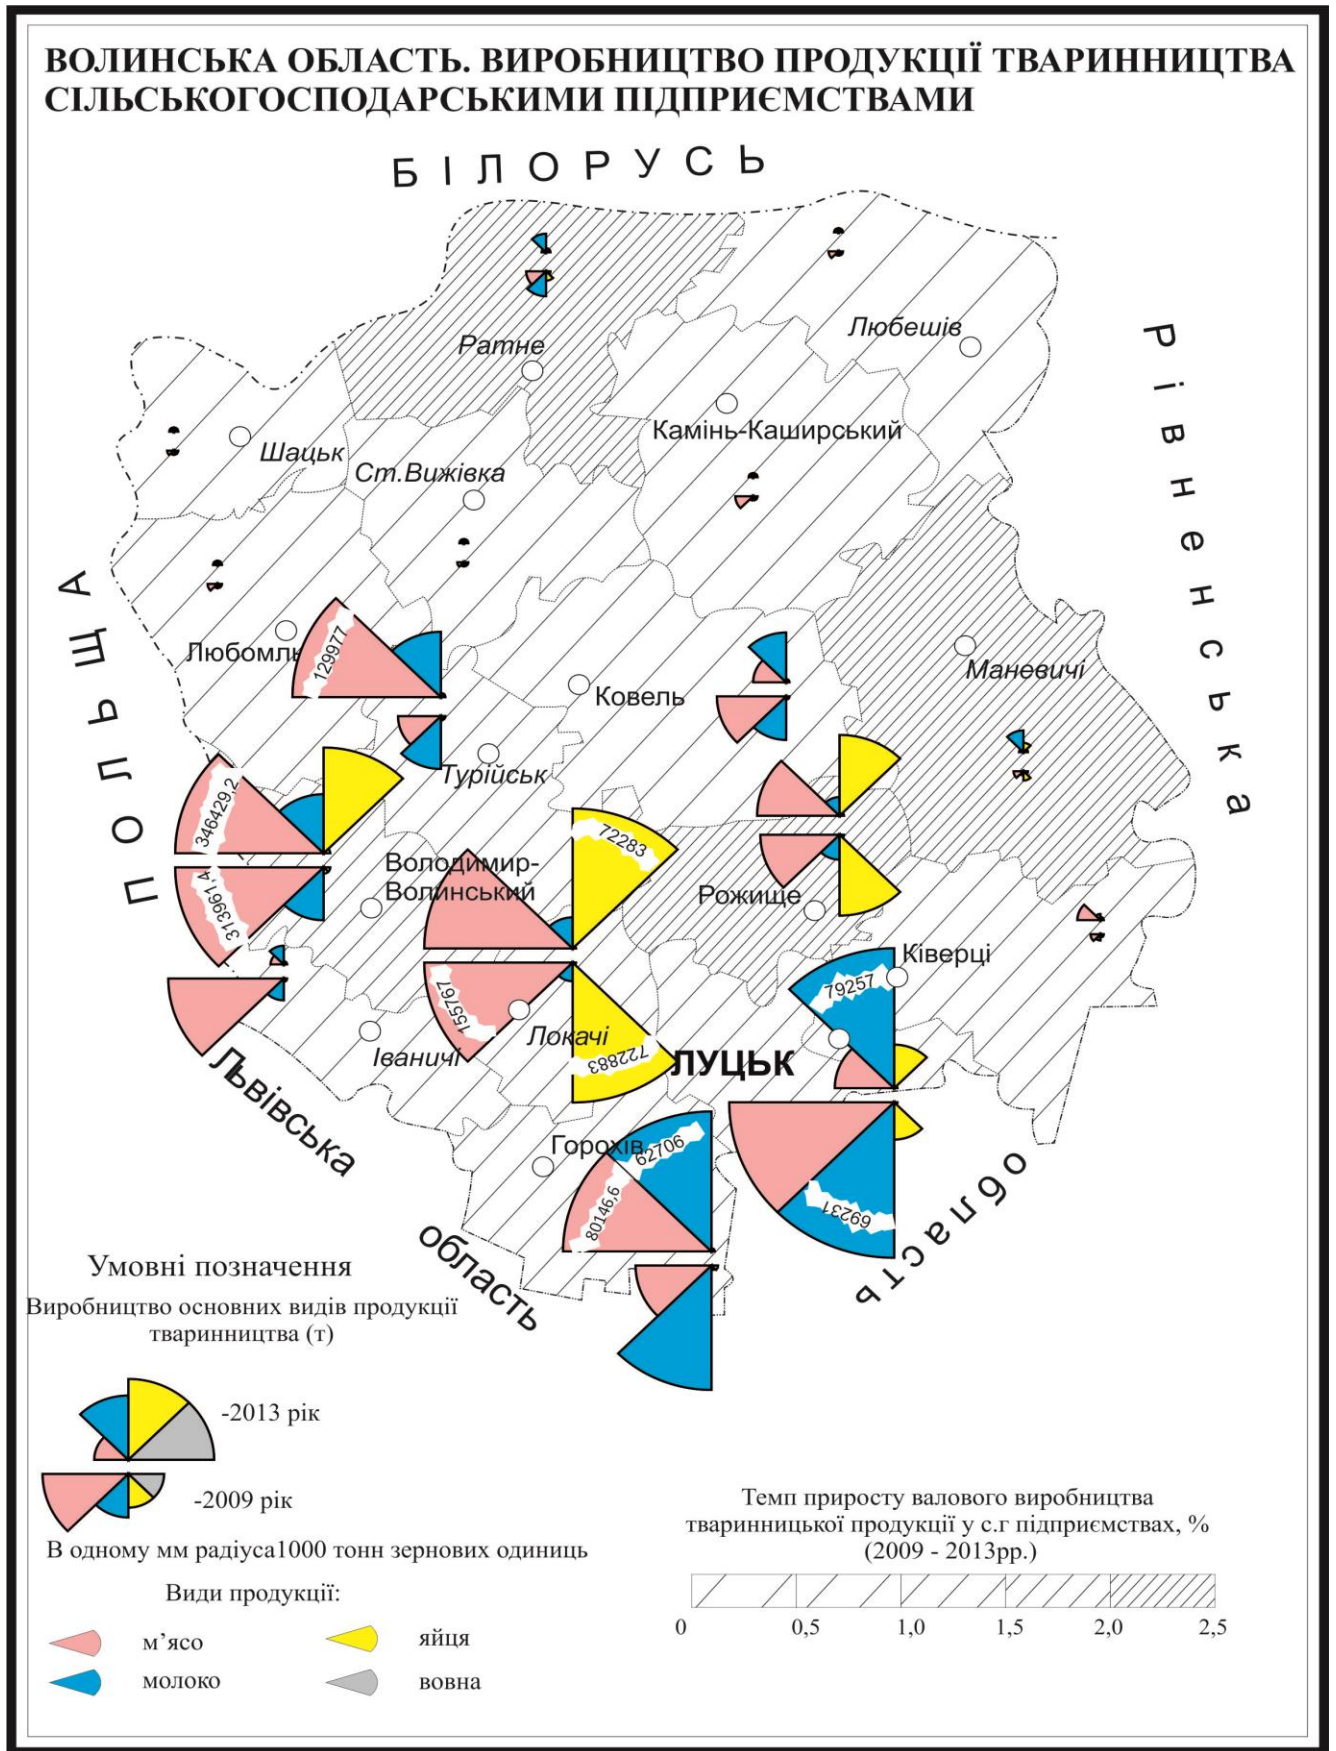 ВОЛИНСЬКА ОБЛАСТЬ. ВИРОБНИЦТВО ПРОДУКЦІЇ ТВАРИННИЦТВА
СІЛЬСЬКОГОСПОДАРСЬКИМИ ПІДПРИЄМСТВАМИ
БІЛОРУСЬ
Рівненська
Любешів
Ратне
Камінь-Каширський
Шацьк
Ст.Вижівка
ПОЛЬЩА
Любомль
129977
Ковель
Маневичі
Турійськ
346429,2
72283
Володимир-
Волинський
Рожище
313961,4
Ківерці
79257
155767
Локачі
Іваничі
722883
ЛУЦЬК
Львівська
Горохів
62706
80146,6
69231
область
область
Умовні позначення
Виробництво основних видів продукції
тваринництва (т)
-2013 рік
-2009 рік
В одному мм радіуса1000 тонн зернових одиниць
Види продукції:
м’ясо
яйця
молоко
вовна
Темп приросту валового виробництва
тваринницької продукції у с.г підприємствах, %
(2009 - 2013рр.)
0 0,5 1,0 1,5 2,0 2,5